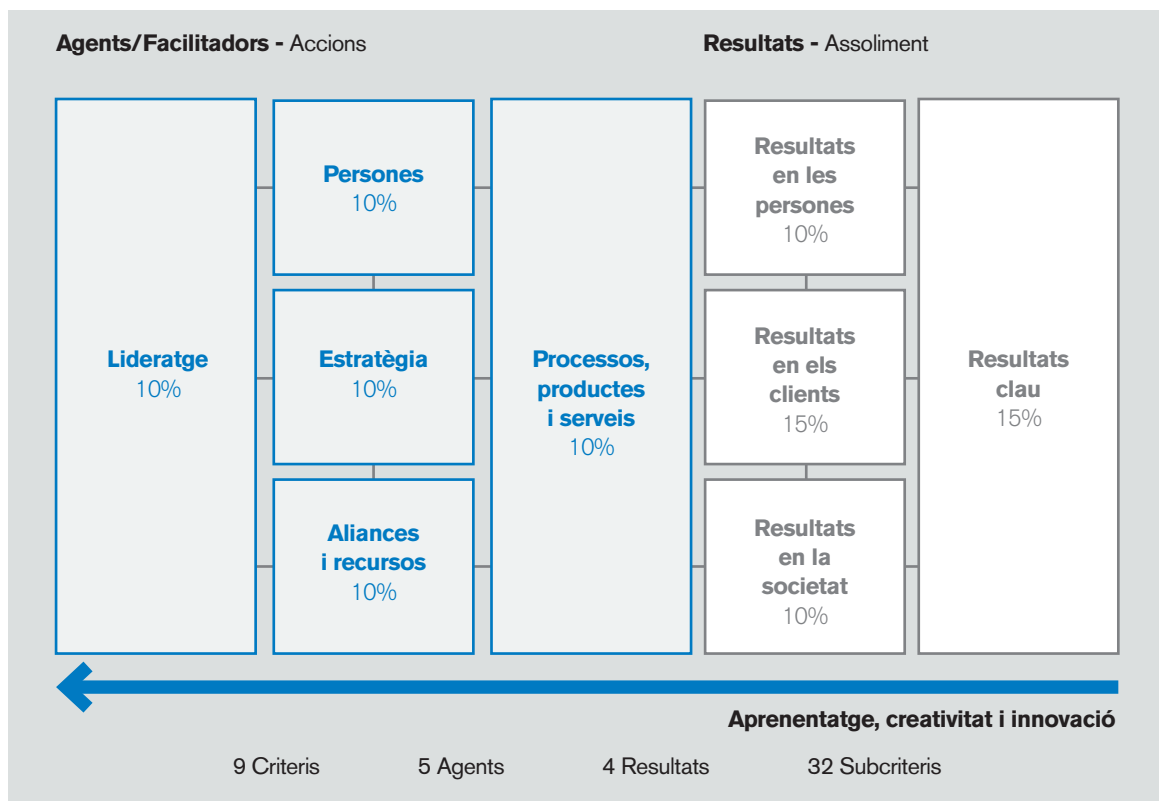 Agents/Facilitadors - Accions
Resultats - Assoliment
Lideratge
10%
Persones
10%
Estratègia
10%
Aliances
i recursos
10%
Processos,
productes
i serveis
10%
Resultats
en les
persones
10%
Resultats
en els
clients
15%
Resultats
en la
societat
10%
Resultats
clau
15%
Aprenentatge, creativitat i innovació
9 Criteris
5 Agents
4 Resultats
32 Subcriteris